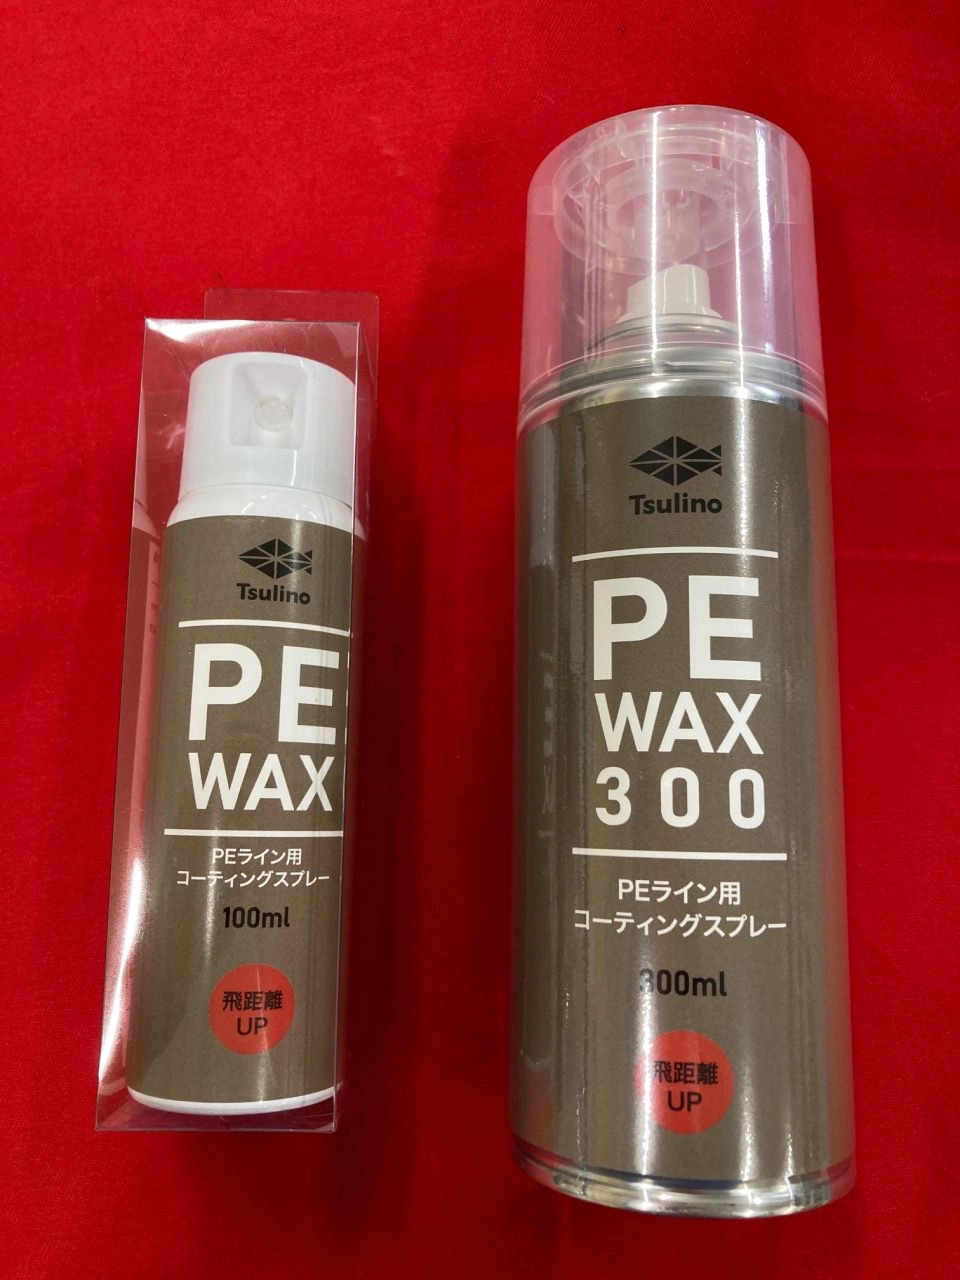 Tsulino
PE
WAX
PEライン用
コーティングスプレー
100ml
飛距離
UP
Tsulino
PE
WAX
300
PEライン用
コーティングスプレー
300ml
飛距離
UP